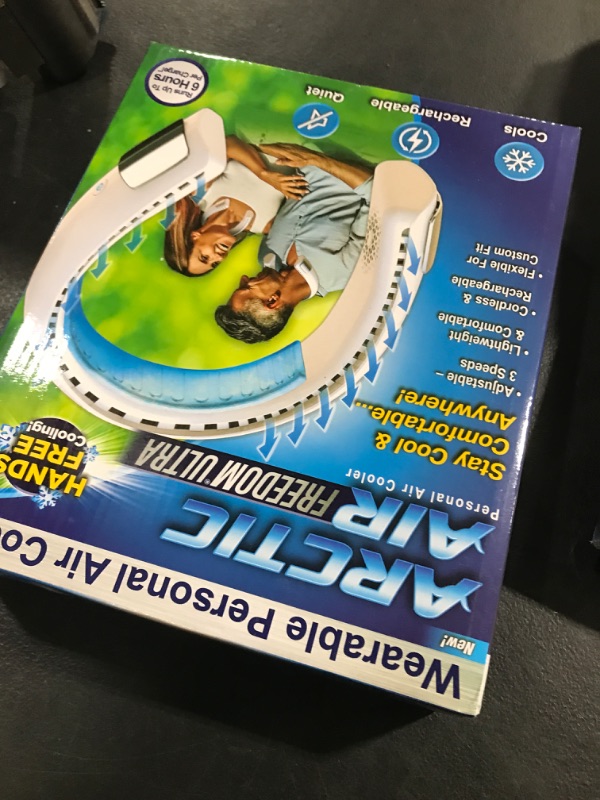 Wearable Personal Air Coo
New!
ARCTIC
AIR FREEDOM® ULTRA
Personal Air Cooler
HANDS
FREE
Cooling!
Stay Cool &
Comfortable...
Anywhere!
• Adjustable –
3 Speeds
• Lightweight
& Comfortable
• Cordless &
Rechargeable
• Flexible For
Custom Fit
Cools
Rechargeable
Quiet
Runs Up To
6 Hours
Per Charge!*